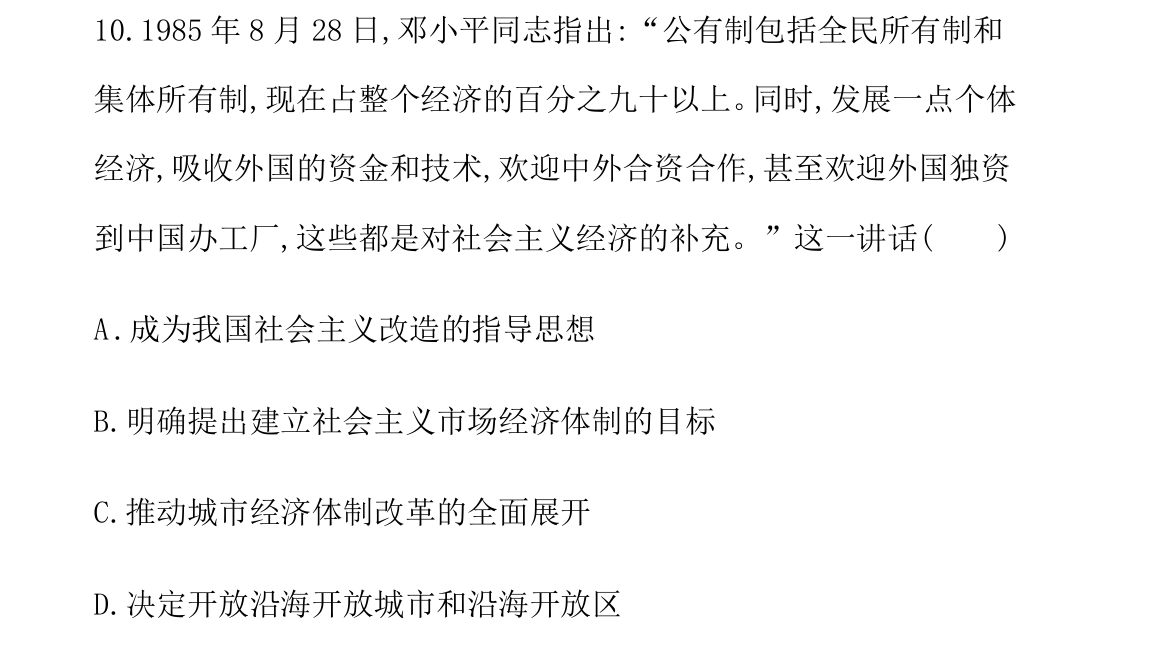 10.1985 年 8 月 28 日,邓小平同志指出:“公有制包括全民所有制和
集体所有制,现在占整个经济的百分之九十以上。同时,发展一点个体
经济,吸收外国的资金和技术,欢迎中外合资合作,甚至欢迎外国独资
到中国办工厂,这些都是对社会主义经济的补充。”这一讲话(　　)
A.成为我国社会主义改造的指导思想
B.明确提出建立社会主义市场经济体制的目标
C.推动城市经济体制改革的全面展开
D.决定开放沿海开放城市和沿海开放区